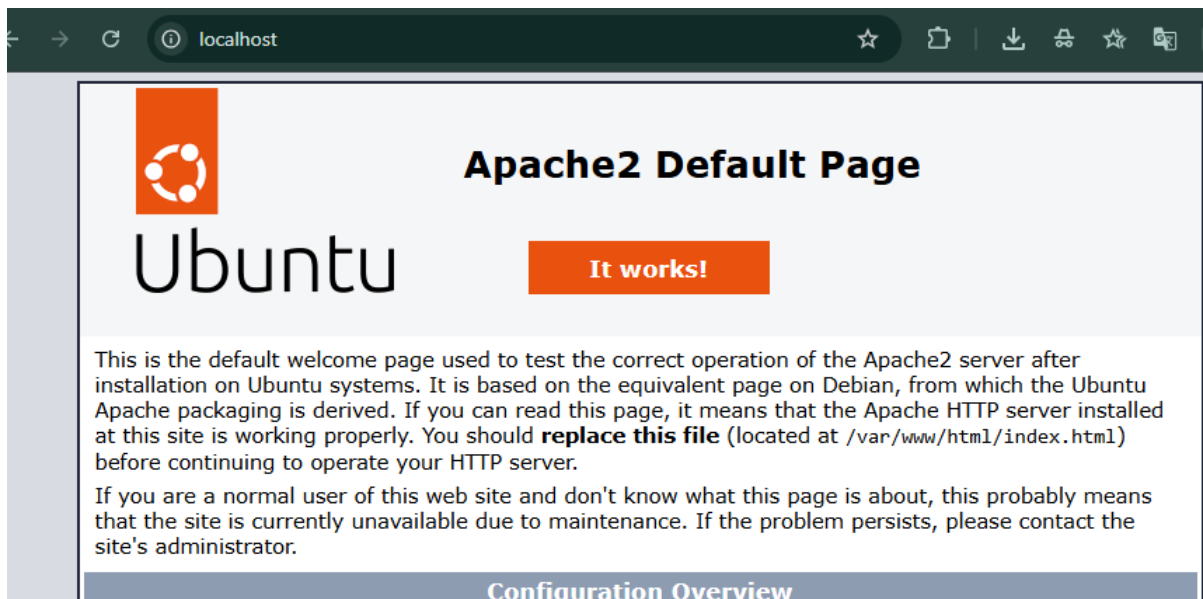 localhost
Apache2 Default Page
Ubuntu
It works!
This is the default welcome page used to test the correct operation of the Apache2 server after
installation on Ubuntu systems. It is based on the equivalent page on Debian, from which the Ubuntu
Apache packaging is derived. If you can read this page, it means that the Apache HTTP server installed
at this site is working properly. You should replace this file (located at /var/www/html/index.html)
before continuing to operate your HTTP server.
If you are a normal user of this web site and don't know what this page is about, this probably means
that the site is currently unavailable due to maintenance. If the problem persists, please contact the
site's administrator.
Configuration Overview